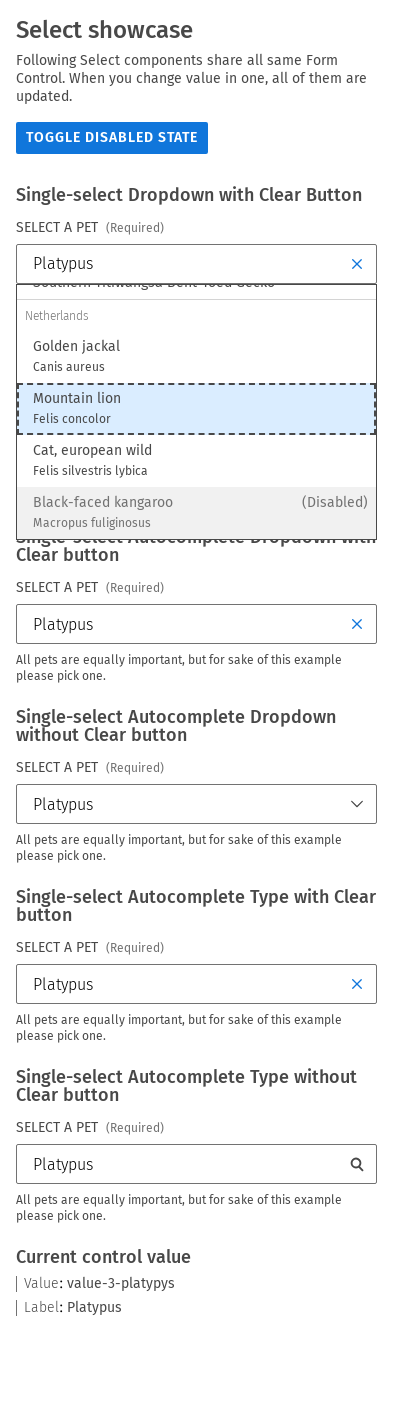 Select showcase
Following Select components share all same Form
Control. When you change value in one, all of them are
updated.
TOGGLE DISABLED STATE
Single-select Dropdown with Clear Button
SELECT A PET (Required)
Platypus
Netherlands
Golden jackal
Canis aureus
Mountain lion
Felis concolor
Cat, european wild
Felis silvestris lybica
Black-faced kangaroo (Disabled)
Macropus fuliginosus
Single-select Autocomplete Dropdown with
Clear button
SELECT A PET (Required)
Platypus
All pets are equally important, but for sake of this example
please pick one.
Single-select Autocomplete Dropdown
without Clear button
SELECT A PET (Required)
Platypus
All pets are equally important, but for sake of this example
please pick one.
Single-select Autocomplete Type with Clear
button
SELECT A PET (Required)
Platypus
All pets are equally important, but for sake of this example
please pick one.
Single-select Autocomplete Type without
Clear button
SELECT A PET (Required)
Platypus
All pets are equally important, but for sake of this example
please pick one.
Current control value
Value: value-3-platypys
Label: Platypus